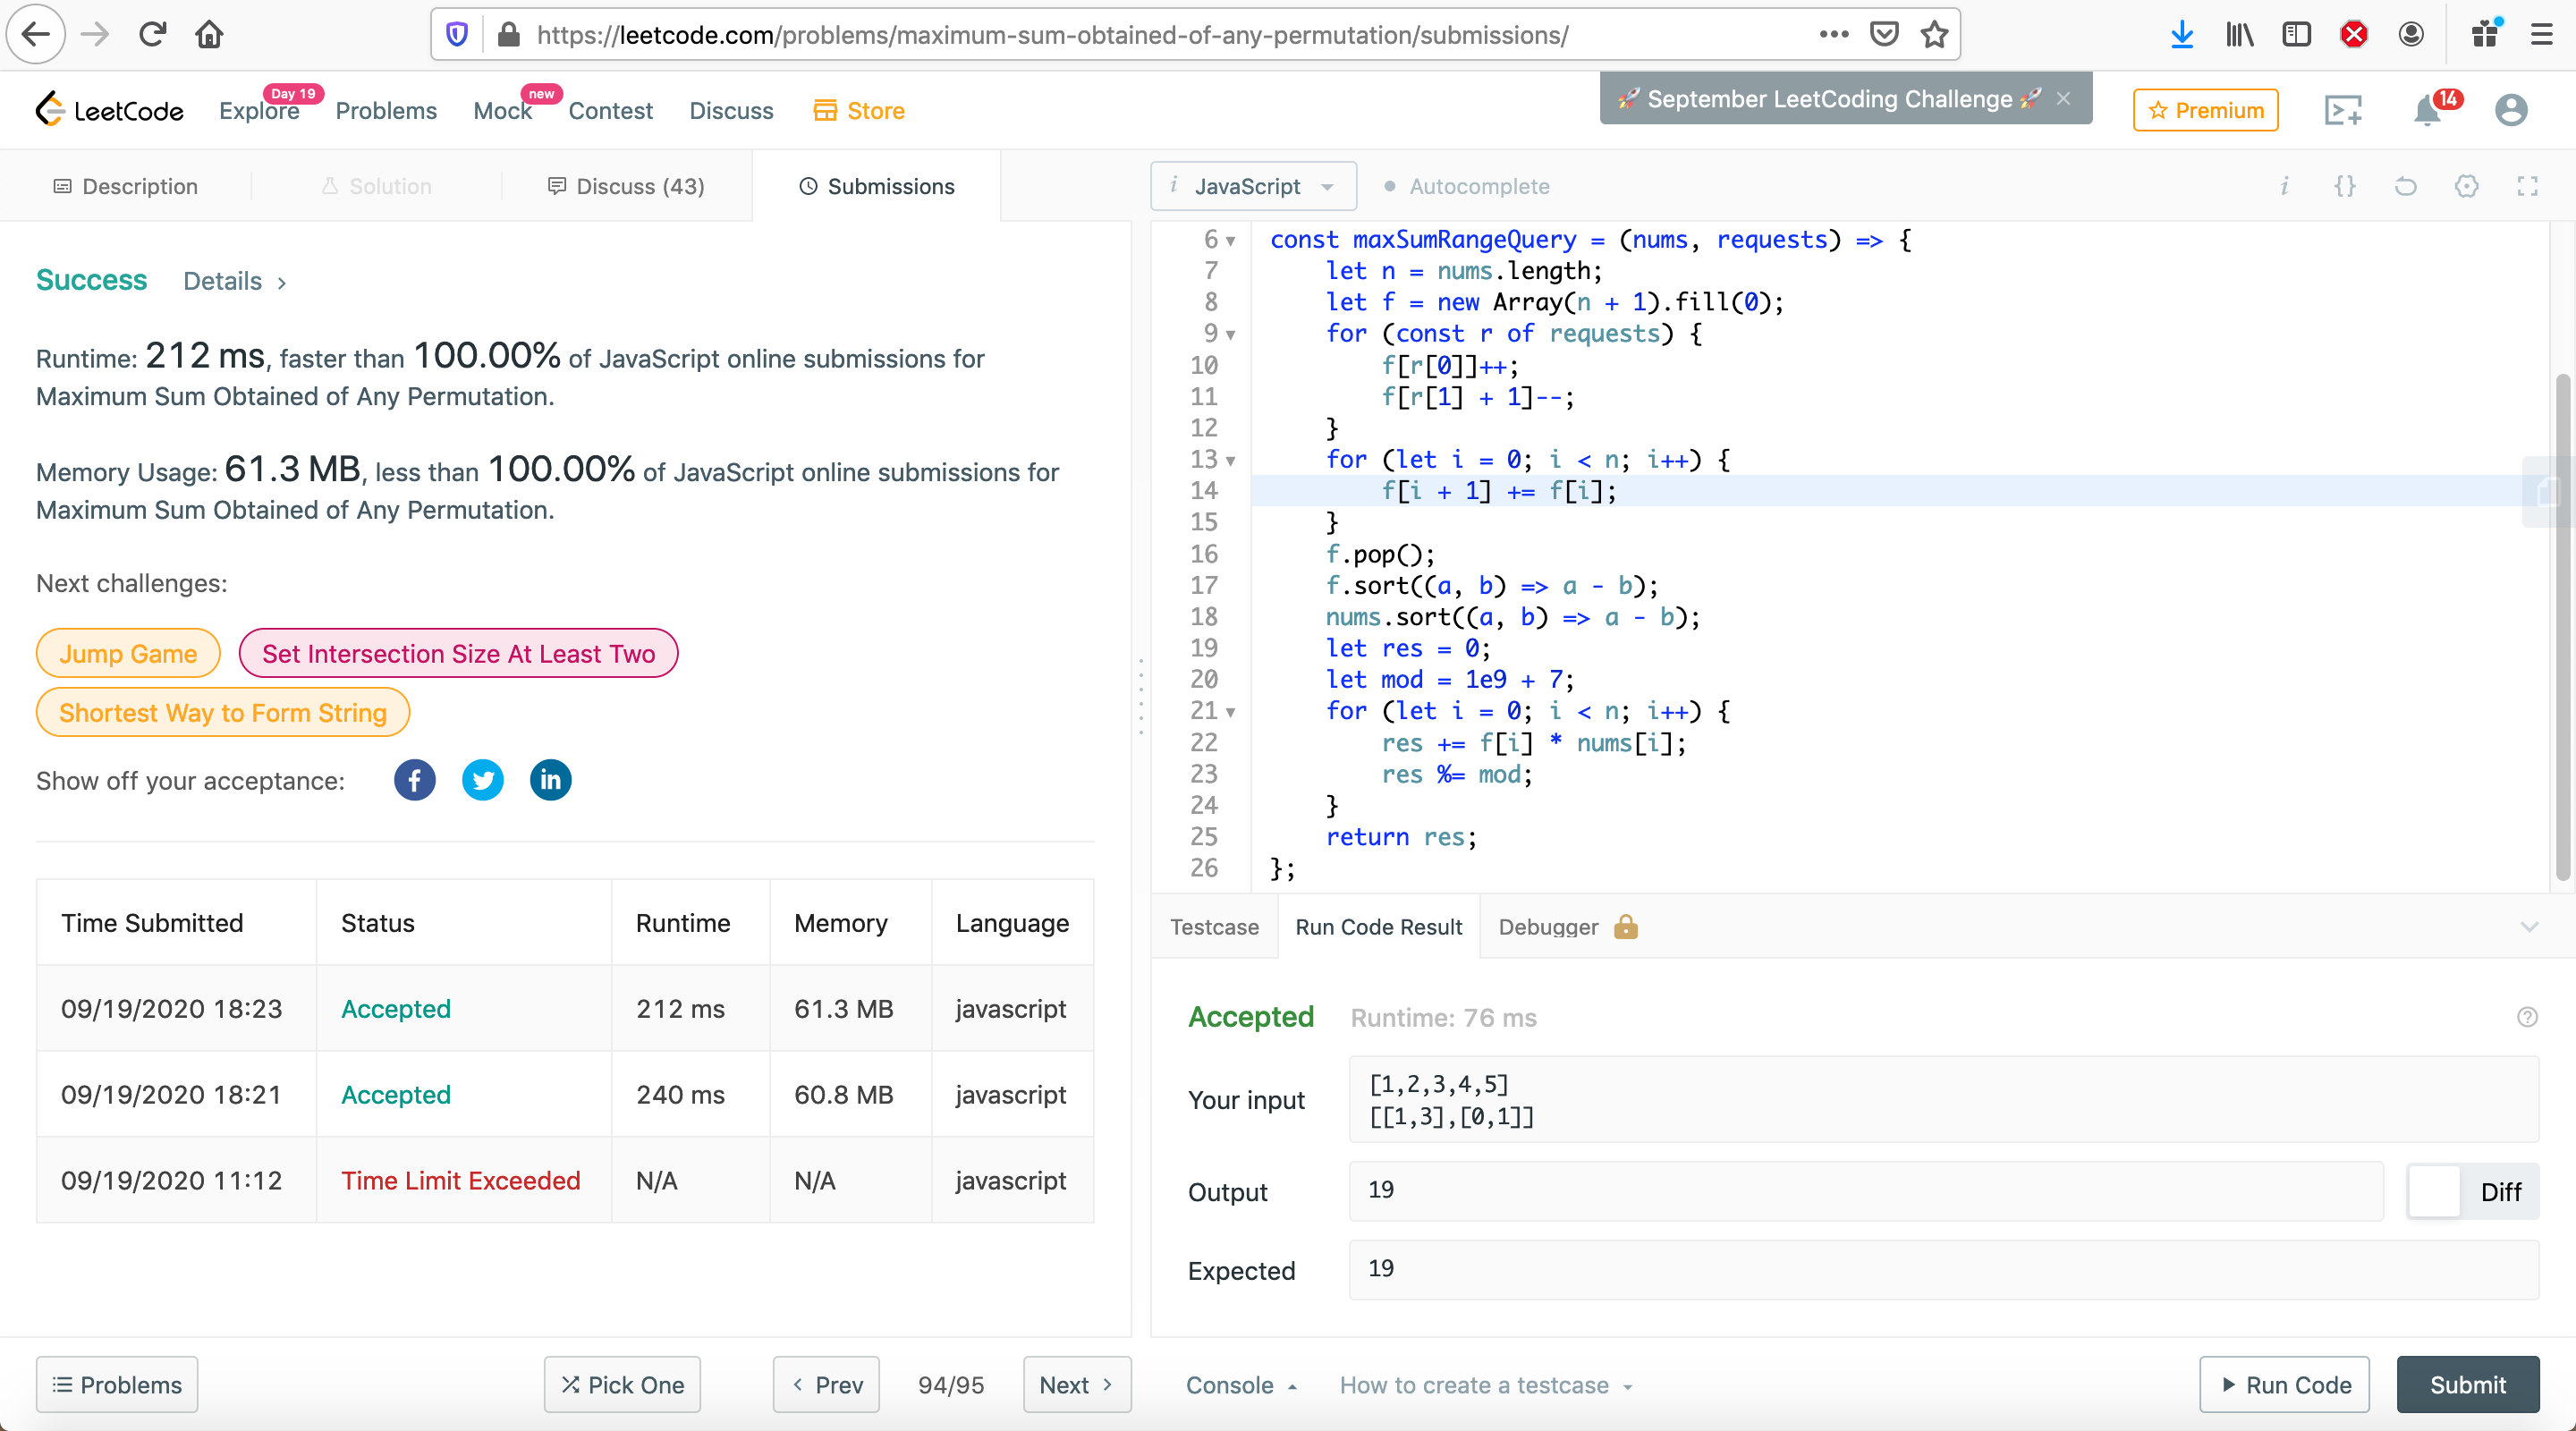 https://leetcode.com/problems/maximum-sum-obtained-of-any-permutation/submissions/
LeetCode
Explore
Day 19
Problems
Mock
new
Contest
Discuss
Store
🚀 September LeetCoding Challenge 🚀 ×
Premium
14
Description
Solution
Discuss (43)
Submissions
i JavaScript
Autocomplete
i {}
Success Details >
Runtime: 212 ms, faster than 100.00% of JavaScript online submissions for
Maximum Sum Obtained of Any Permutation.
Memory Usage: 61.3 MB, less than 100.00% of JavaScript online submissions for
Maximum Sum Obtained of Any Permutation.
Next challenges:
Jump Game
Set Intersection Size At Least Two
Shortest Way to Form String
Show off your acceptance:
f
in
Time Submitted Status Runtime Memory Language
09/19/2020 18:23 Accepted 212 ms 61.3 MB javascript
09/19/2020 18:21 Accepted 240 ms 60.8 MB javascript
09/19/2020 11:12 Time Limit Exceeded N/A N/A javascript
6 const maxSumRangeQuery = (nums, requests) => {
7 let n = nums.length;
8 let f = new Array(n + 1).fill(0);
9 for (const r of requests) {
10 f[r[0]]++;
11 f[r[1] + 1]--;
12 }
13 for (let i = 0; i < n; i++) {
14 f[i + 1] += f[i];
15 }
16 f.pop();
17 f.sort((a, b) => a - b);
18 nums.sort((a, b) => a - b);
19 let res = 0;
20 let mod = 1e9 + 7;
21 for (let i = 0; i < n; i++) {
22 res += f[i] * nums[i];
23 res %= mod;
24 }
25 return res;
26 };
Testcase
Run Code Result
Debugger
Accepted Runtime: 76 ms
?
Your input
[1,2,3,4,5]
[[1,3],[0,1]]
Output
19
Diff
Expected
19
Problems
Pick One
< Prev
94/95
Next >
Console
How to create a testcase
Run Code
Submit